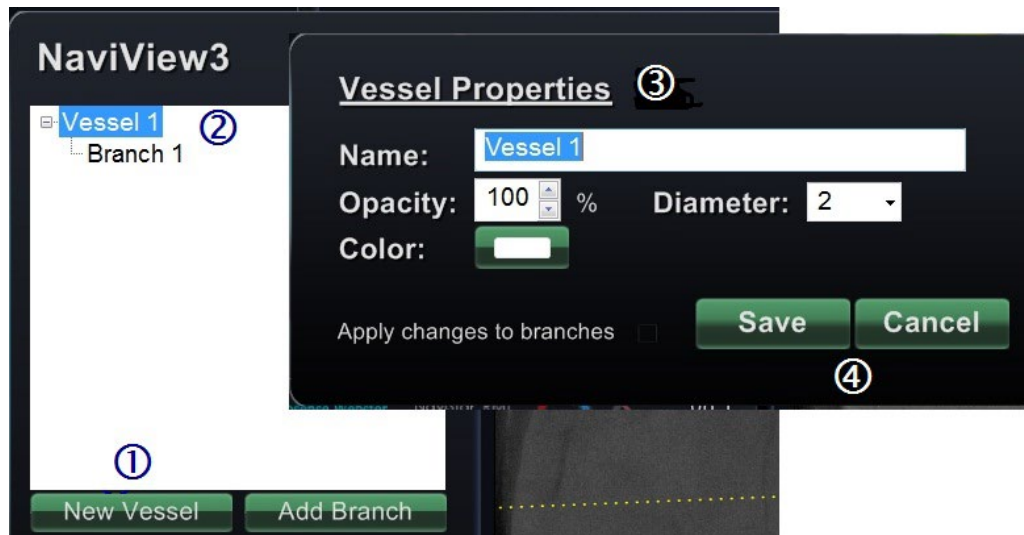 NaviView3
② Vessel 1
Branch 1
①
New Vessel
Add Branch
Vessel Properties ③
Name: Vessel 1
Opacity: 100 % Diameter: 2
Color:
Apply changes to branches
Save
Cancel
④